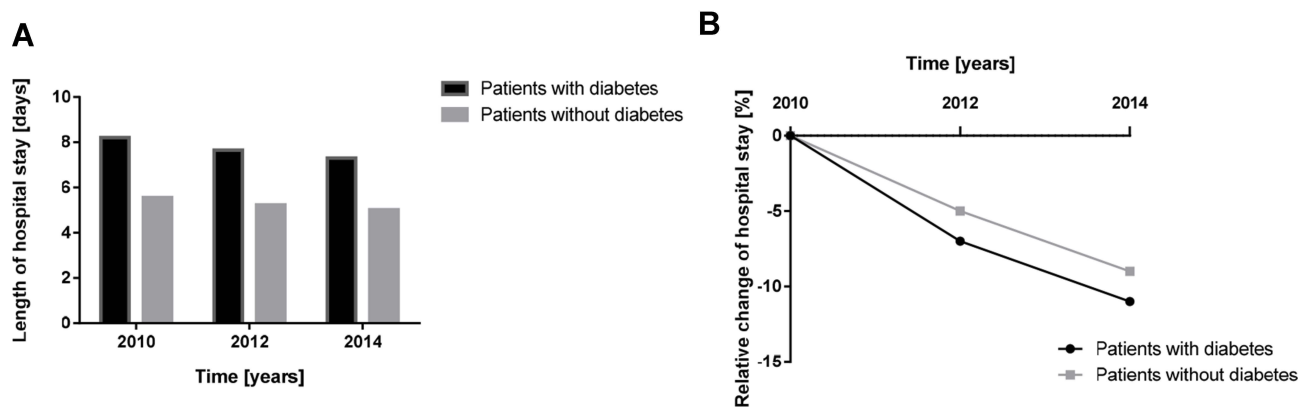 A
Length of hospital stay [days]
10
8
6
4
2
0
2010 2012 2014
Time [years]
Patients with diabetes
Patients without diabetes
B
Time [years]
2010 2012 2014
Relative change of hospital stay [%]
0
-5
-10
-15
Patients with diabetes
Patients without diabetes